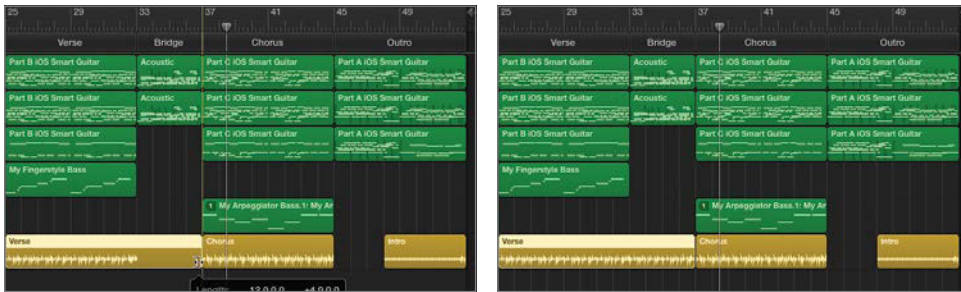 25 29 33 37 41 45 49
Verse Bridge Chorus Outro
Part B iOS Smart Guitar Acoustic Part C iOS Smart Guitar Part A iOS Smart Guitar
Part B iOS Smart Guitar Acoustic Part C iOS Smart Guitar Part A iOS Smart Guitar
Part B iOS Smart Guitar Part C iOS Smart Guitar Part A iOS Smart Guitar
My Fingerstyle Bass
1 My Arpeggiator Bass.1: My Ar
Verse Chorus Intro
Length: 12 0 0 0 +4 0 0 0
25 29 33 37 41 45 49
Verse Bridge Chorus Outro
Part B iOS Smart Guitar Acoustic Part C iOS Smart Guitar Part A iOS Smart Guitar
Part B iOS Smart Guitar Acoustic Part C iOS Smart Guitar Part A iOS Smart Guitar
Part B iOS Smart Guitar Part C iOS Smart Guitar Part A iOS Smart Guitar
My Fingerstyle Bass
1 My Arpeggiator Bass.1: My Ar
Verse Chorus Intro